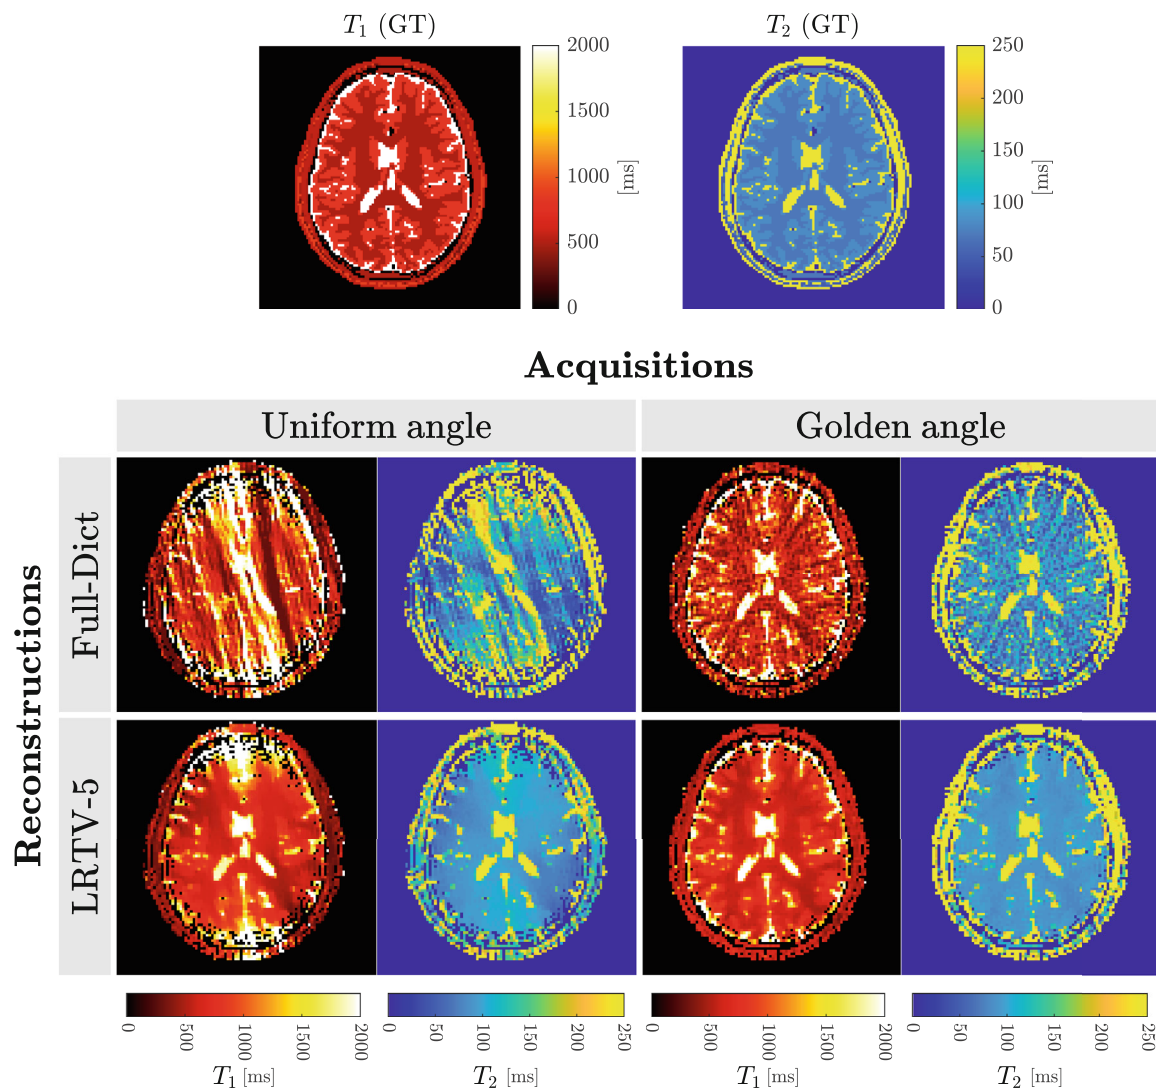 T₁ (GT)
T₂ (GT)
2000
1500
1000
500
0
[ms]
250
200
150
100
50
0
[ms]
Acquisitions
Uniform angle
Golden angle
Reconstructions
Full-Dict
LRTV-5
0 500 1000 1500 2000
T₁ [ms]
0 50 100 150 200 250
T₂ [ms]
0 500 1000 1500 2000
T₁ [ms]
0 50 100 150 200 250
T₂ [ms]